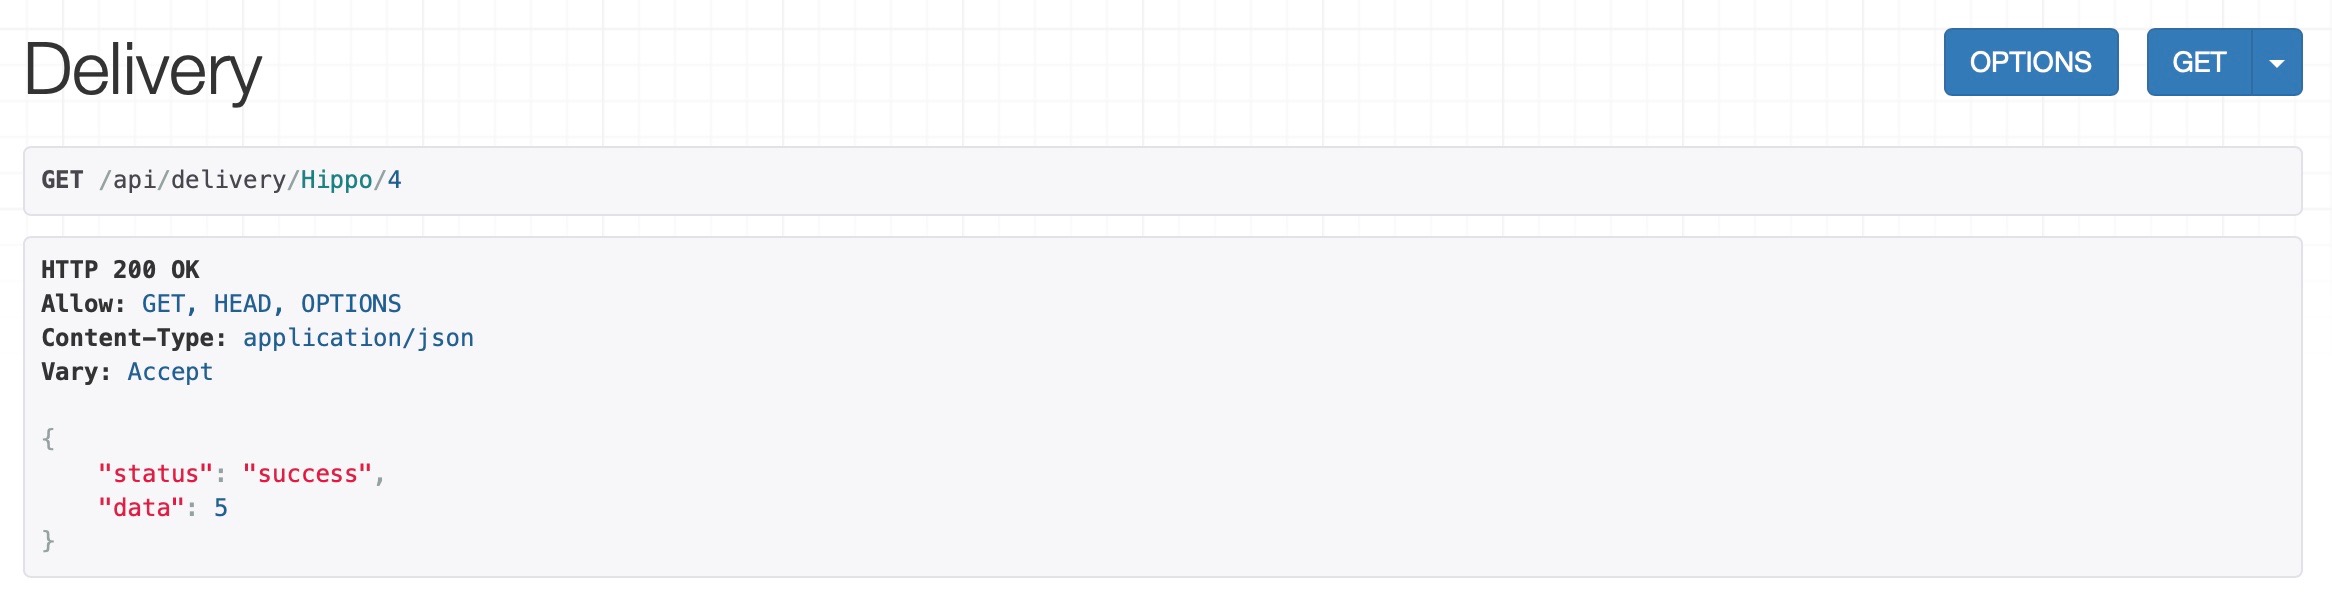 Delivery
OPTIONS
GET
GET /api/delivery/Hippo/4
HTTP 200 OK
Allow: GET, HEAD, OPTIONS
Content-Type: application/json
Vary: Accept
{
    "status": "success",
    "data": 5
}